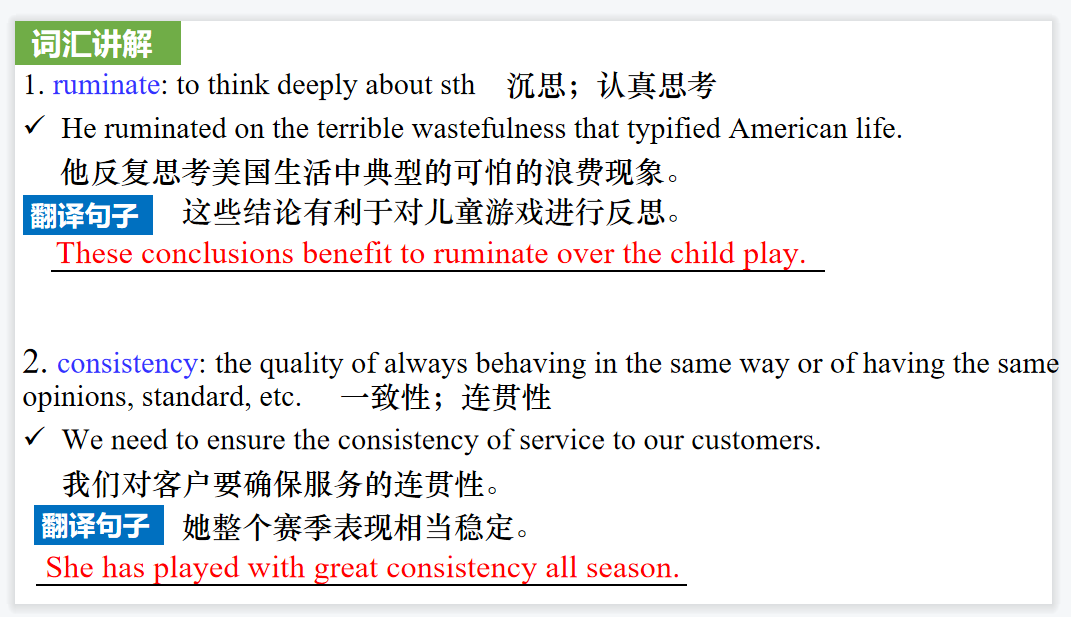 词汇讲解
1. ruminate: to think deeply about sth 沉思；认真思考
✓ He ruminated on the terrible wastefulness that typified American life.
他反复思考美国生活中典型的可怕的浪费现象。
翻译句子 这些结论有利于对儿童游戏进行反思。
These conclusions benefit to ruminate over the child play.
2. consistency: the quality of always behaving in the same way or of having the same
opinions, standard, etc. 一致性；连贯性
✓ We need to ensure the consistency of service to our customers.
我们对客户要确保服务的连贯性。
翻译句子 她整个赛季表现相当稳定。
She has played with great consistency all season.